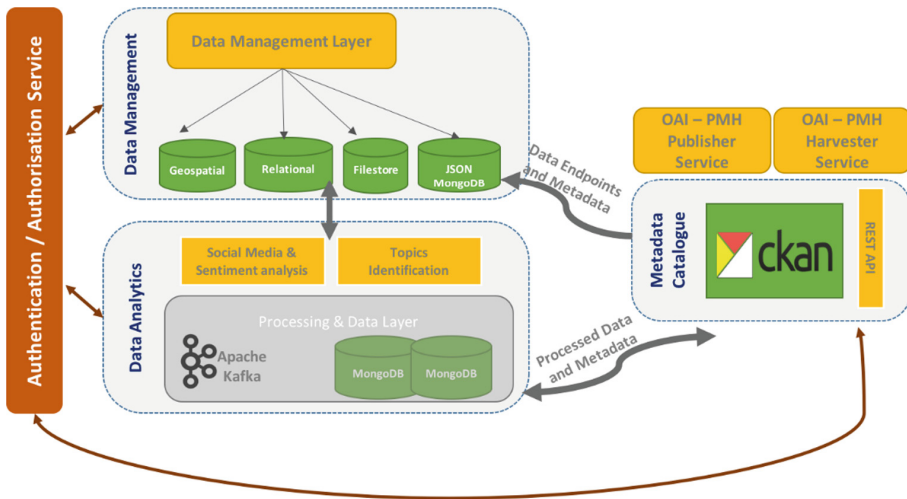 Authentication / Authorisation Service
Data Management
Data Management Layer
Geospatial
Relational
Filestore
JSON
MongoDB
Data Endpoints
and Metadata
OAI – PMH
Publisher
Service
OAI – PMH
Harvester
Service
Metadata
Catalogue
ckan
REST API
Data Analytics
Social Media &
Sentiment analysis
Topics
Identification
Processing & Data Layer
Apache
Kafka
MongoDB
MongoDB
Processed Data
and Metadata